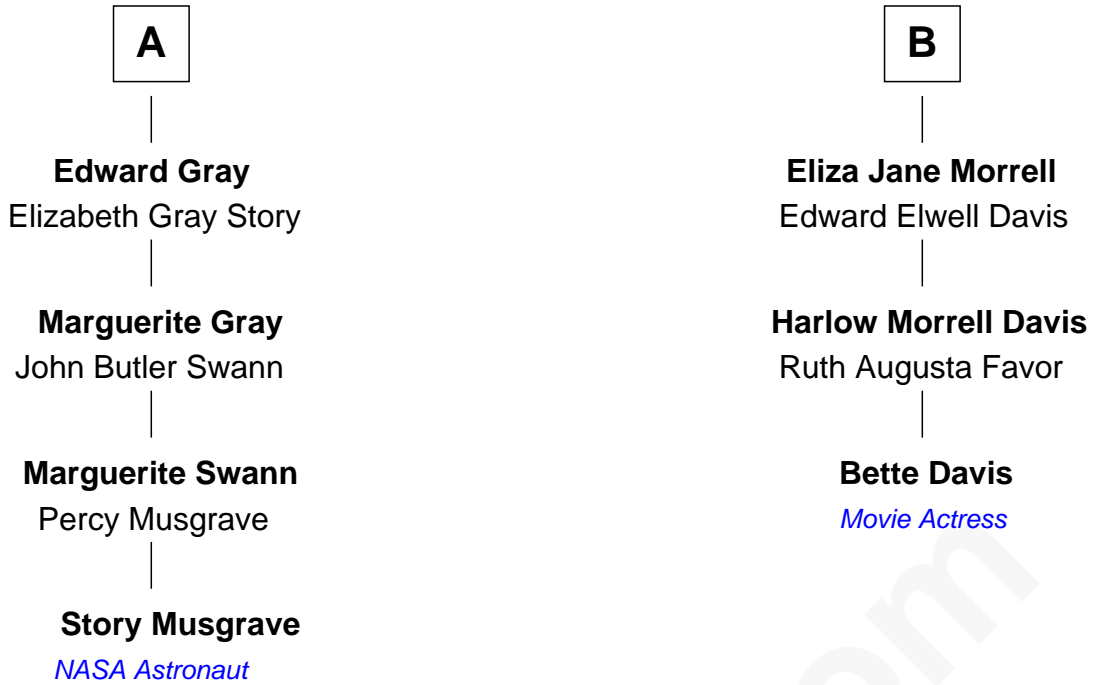 A
Edward Gray
Elizabeth Gray Story
Marguerite Gray
John Butler Swann
Marguerite Swann
Percy Musgrave
Story Musgrave
NASA Astronaut
B
Eliza Jane Morrell
Edward Elwell Davis
Harlow Morrell Davis
Ruth Augusta Favor
Bette Davis
Movie Actress
om